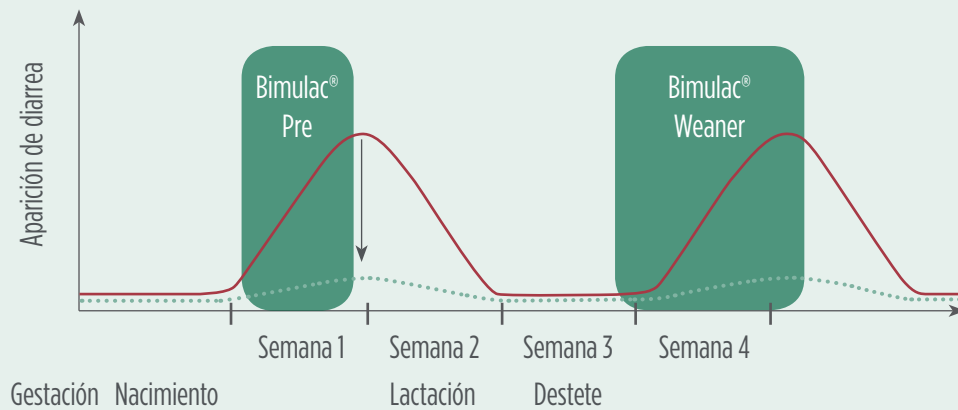 Aparición de diarrea
Bimulac®
Pre
Bimulac®
Weaner
Semana 1
Semana 2
Semana 3
Semana 4
Gestación
Nacimiento
Lactación
Destete